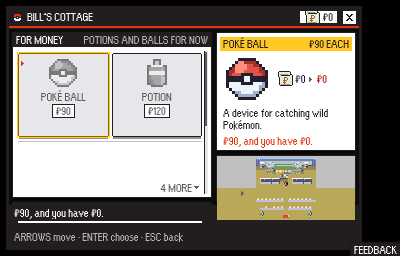 BILL'S COTTAGE
₽0
FOR MONEY
POTIONS AND BALLS FOR NOW
POKÉ BALL
₽90
POTION
₽120
4 MORE
POKÉ BALL
₽90 EACH
₽0 ▸ ₽0
A device for catching wild
Pokémon.
₽90, and you have ₽0.
₽90, and you have ₽0.
ARROWS move · ENTER choose · ESC back
FEEDBACK